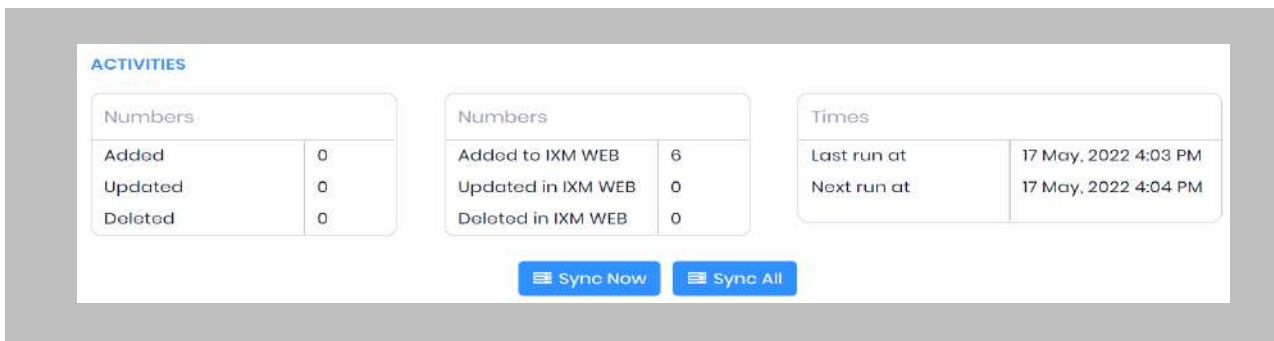 ACTIVITIES
Numbers
Added 0
Updated 0
Deleted 0
Numbers
Added to IXM WEB 6
Updated in IXM WEB 0
Deleted in IXM WEB 0
Times
Last run at 17 May, 2022 4:03 PM
Next run at 17 May, 2022 4:04 PM
Sync Now Sync All